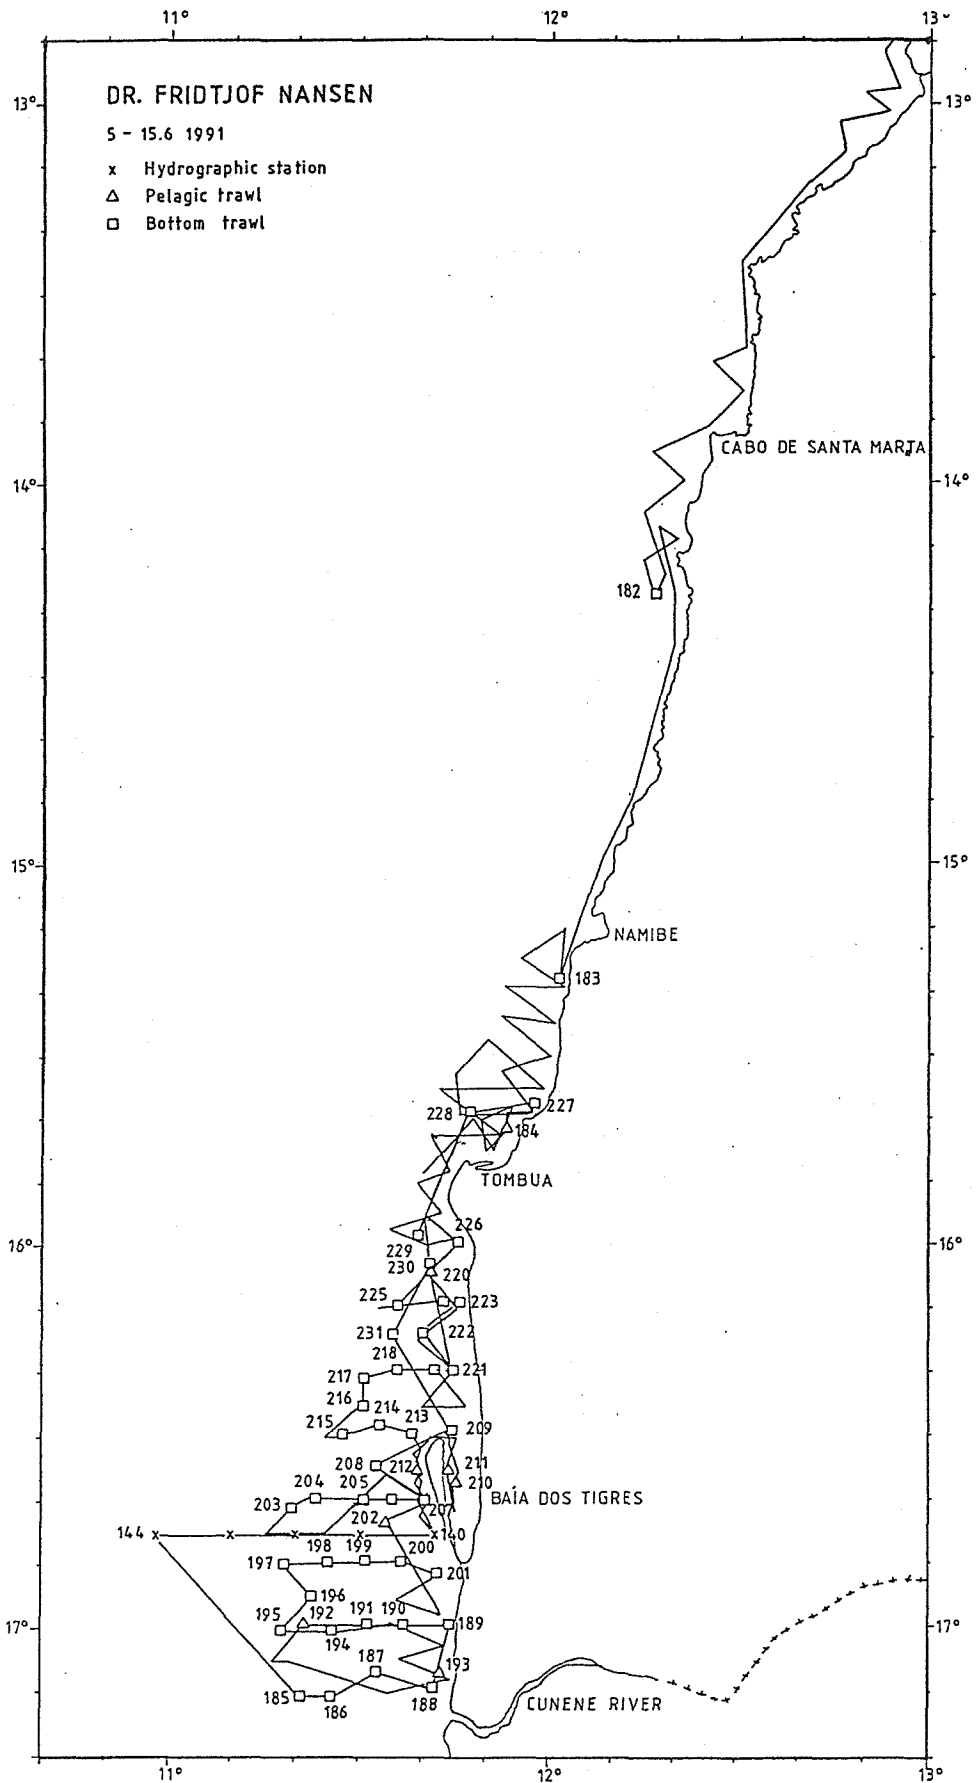 11° 12° 13°
DR. FRIDTJOF NANSEN
5 - 15.6 1991
x Hydrographic station
△ Pelagic trawl
□ Bottom trawl
13° 13°
CABO DE SANTA MARIA
14° 14°
182
15° 15°
NAMIBE
183
228 227
184
TOMBUA
226
16° 16°
229
230 220
225 223
231 222
218
217 221
216 214 213
215 209
208 212 211
204 205 210
BAÍA DOS TIGRES
203 207
202
144 140
198 199 200
197 201
196
195 192 191 190 189
17° 17°
194
187 193
185 186 188
CUNENE RIVER
11° 12° 13°